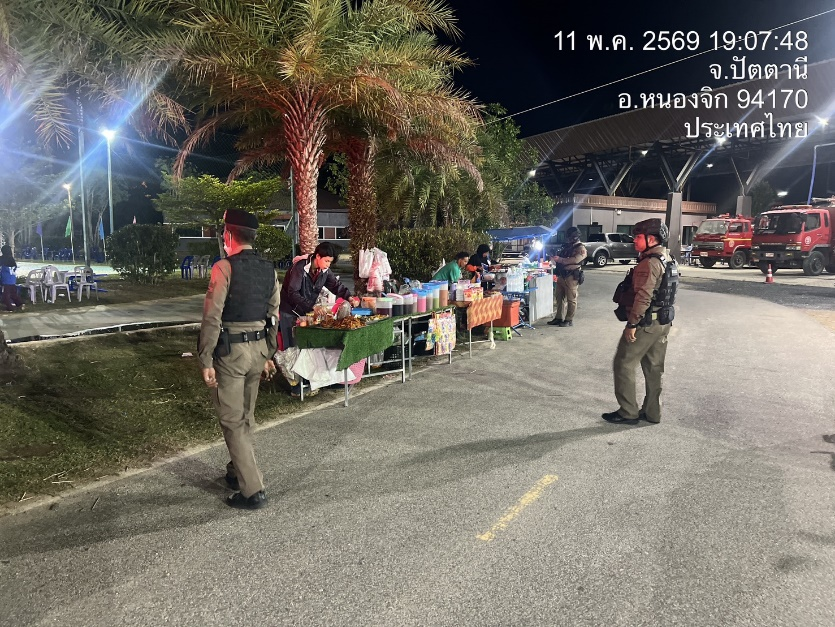 11 พ.ค. 2569 19:07:48
จ.ปัตตานี
อ.หนองจิก 94170
ประเทศไทย